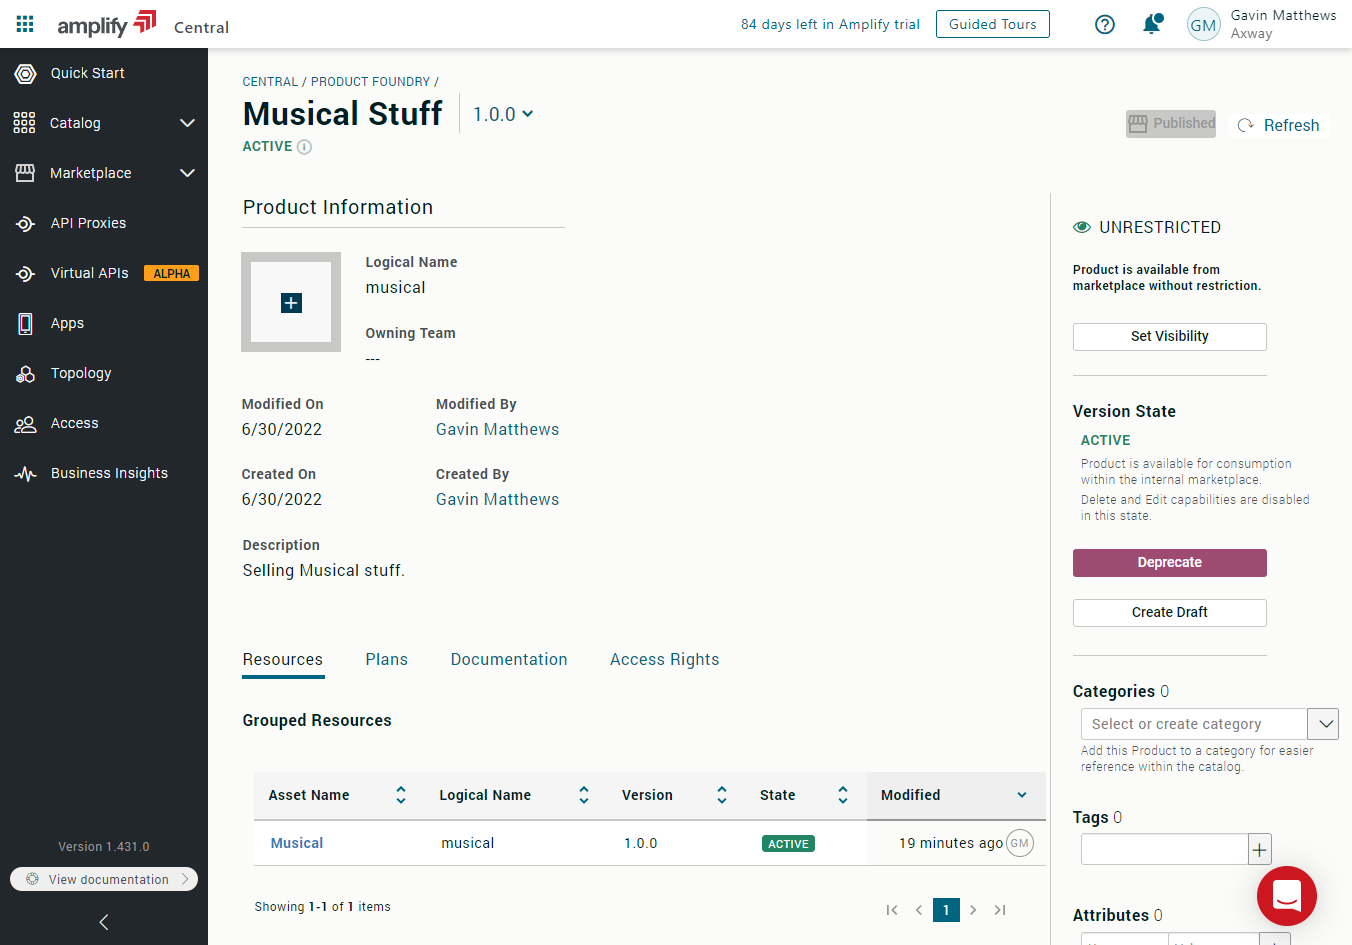 amplify Central
84 days left in Amplify trial
Guided Tours
GM
Gavin Matthews
Axway
Quick Start
Catalog
Marketplace
API Proxies
Virtual APIs ALPHA
Apps
Topology
Access
Business Insights
Version 1.431.0
View documentation
CENTRAL / PRODUCT FOUNDRY /
Musical Stuff
1.0.0
ACTIVE
Published
Refresh
Product Information
Logical Name
musical
Owning Team
---
Modified On
6/30/2022
Modified By
Gavin Matthews
Created On
6/30/2022
Created By
Gavin Matthews
Description
Selling Musical stuff.
Resources Plans Documentation Access Rights
Grouped Resources
Asset Name Logical Name Version State Modified
Musical musical 1.0.0 ACTIVE 19 minutes ago GM
Showing 1-1 of 1 items
1
UNRESTRICTED
Product is available from
marketplace without restriction.
Set Visibility
Version State
ACTIVE
Product is available for consumption
within the internal marketplace.
Delete and Edit capabilities are disabled
in this state.
Deprecate
Create Draft
Categories 0
Select or create category
Add this Product to a category for easier
reference within the catalog.
Tags 0
Attributes 0